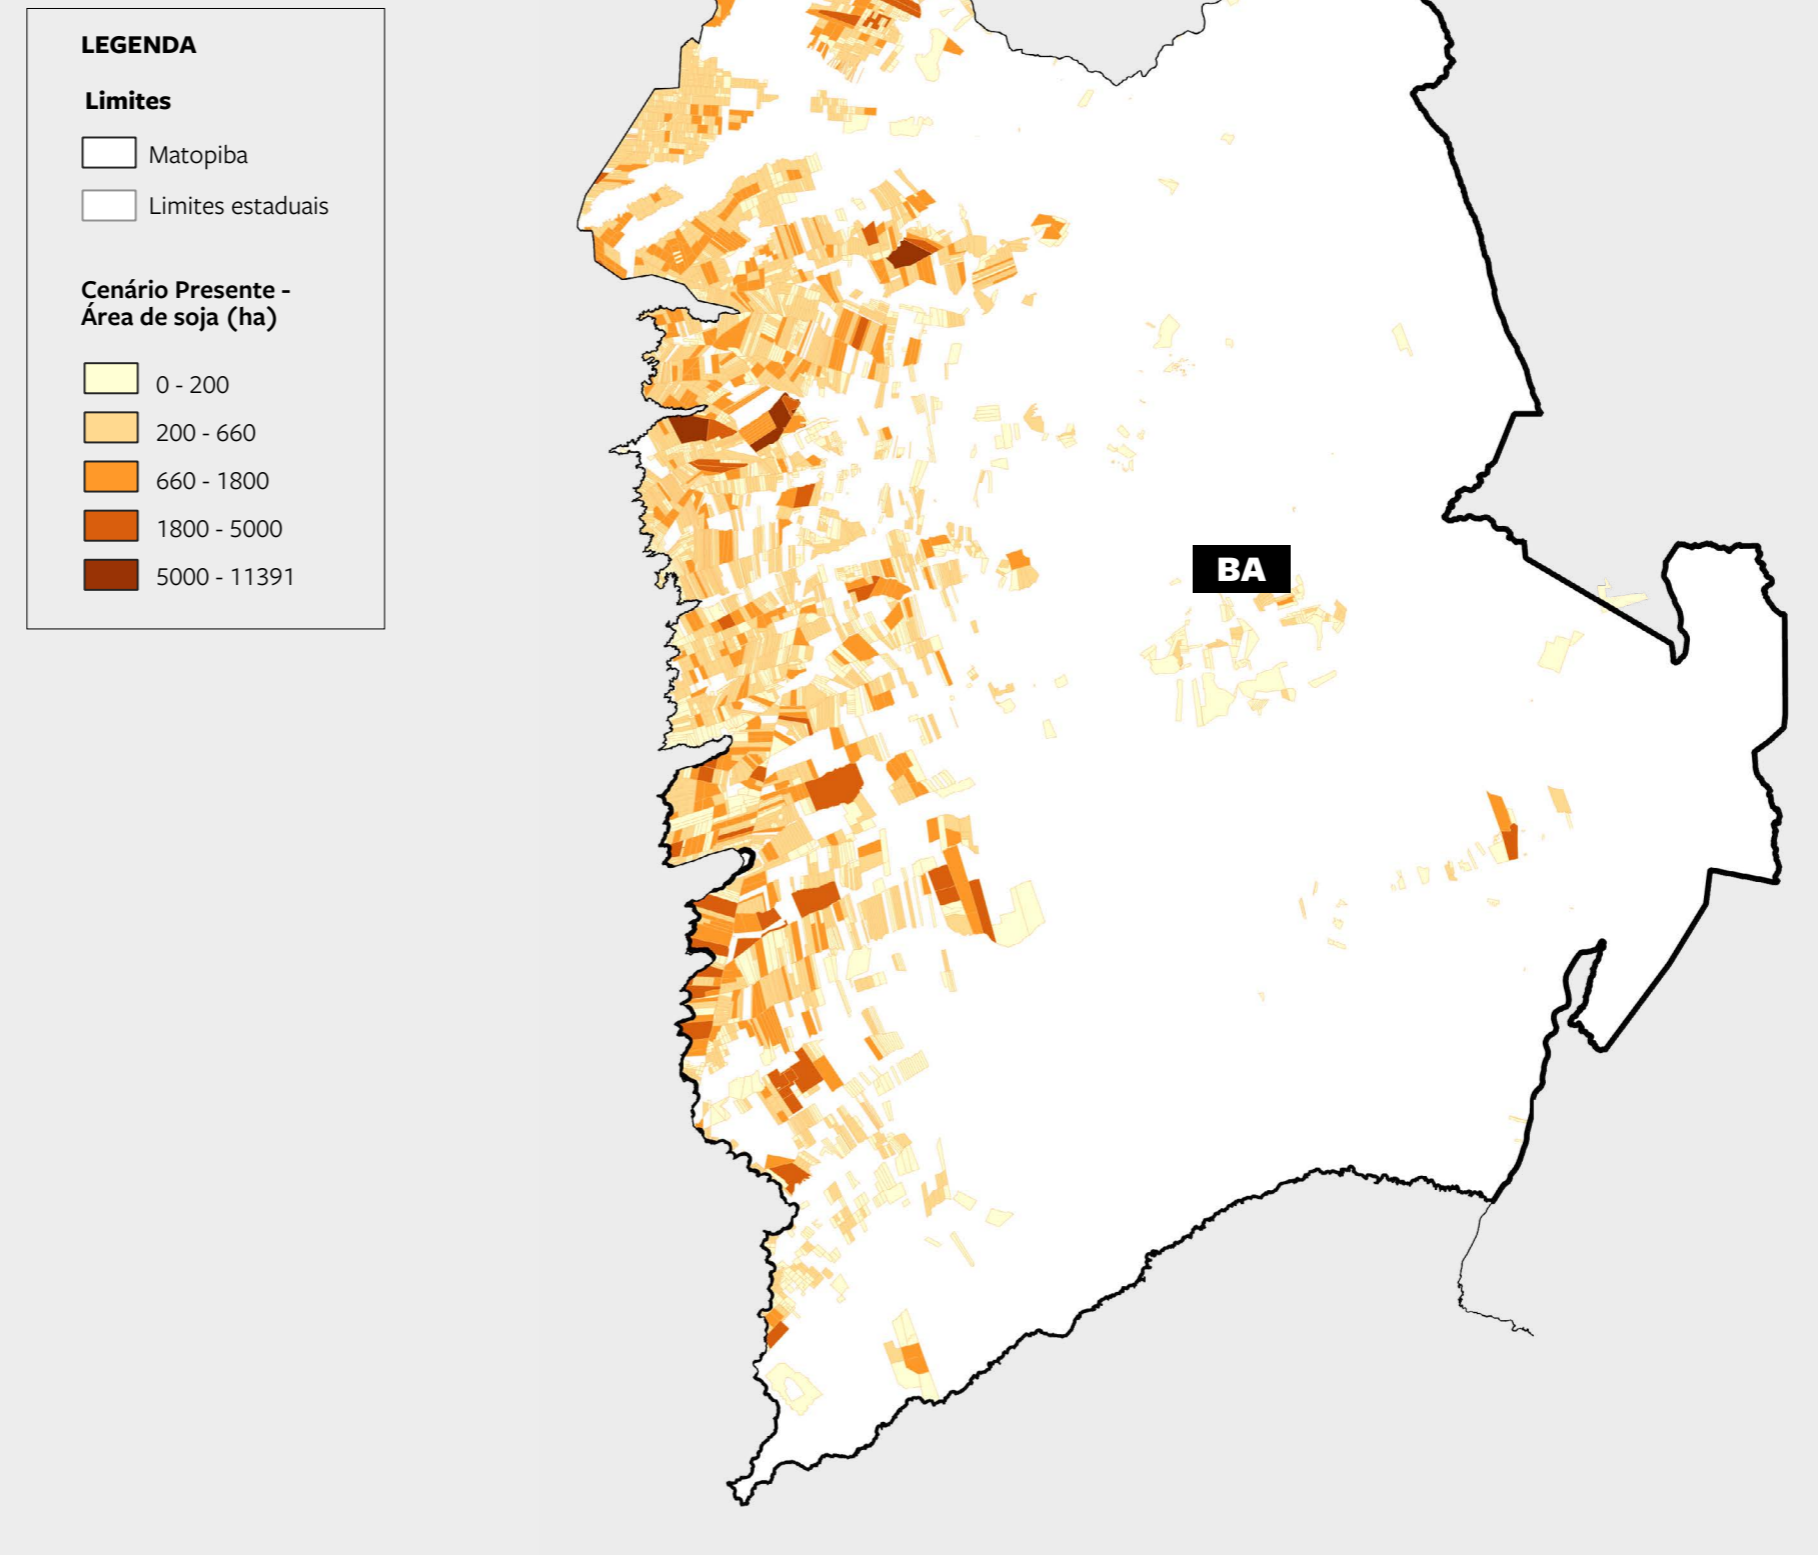 LEGENDA
Limites
Matopiba
Limites estaduais
Cenário Presente -
Área de soja (ha)
0 - 200
200 - 660
660 - 1800
1800 - 5000
5000 - 11391
BA